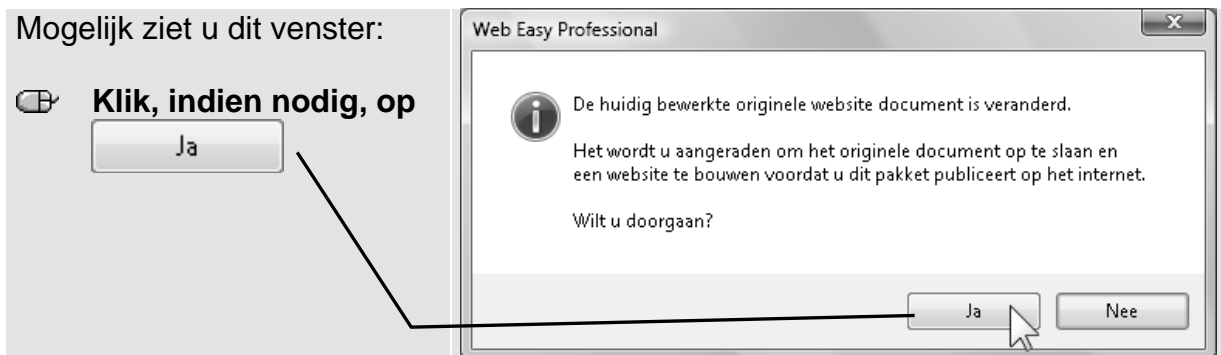 Mogelijk ziet u dit venster:
Klik, indien nodig, op
Ja
Web Easy Professional
De huidig bewerkte originele website document is veranderd.
Het wordt u aangeraden om het originele document op te slaan en
een website te bouwen voordat u dit pakket publiceert op het internet.
Wilt u doorgaan?
Ja
Nee